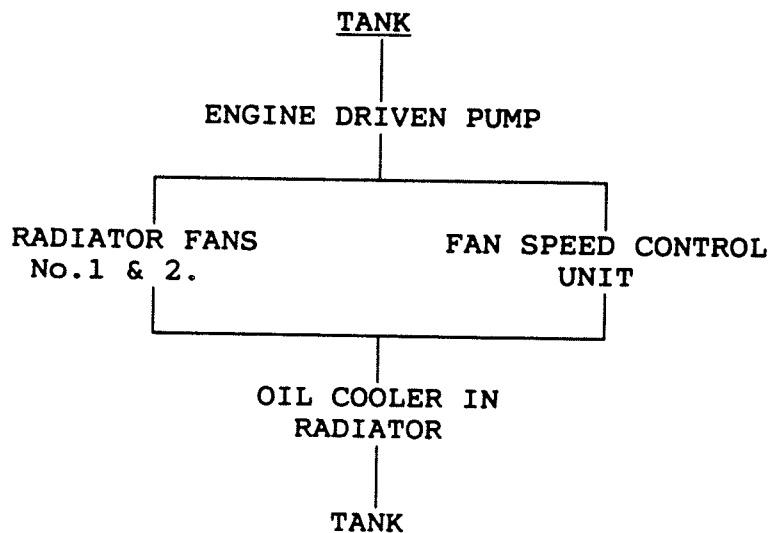 TANK
ENGINE DRIVEN PUMP
RADIATOR FANS
No.1 & 2.
FAN SPEED CONTROL
UNIT
OIL COOLER IN
RADIATOR
TANK